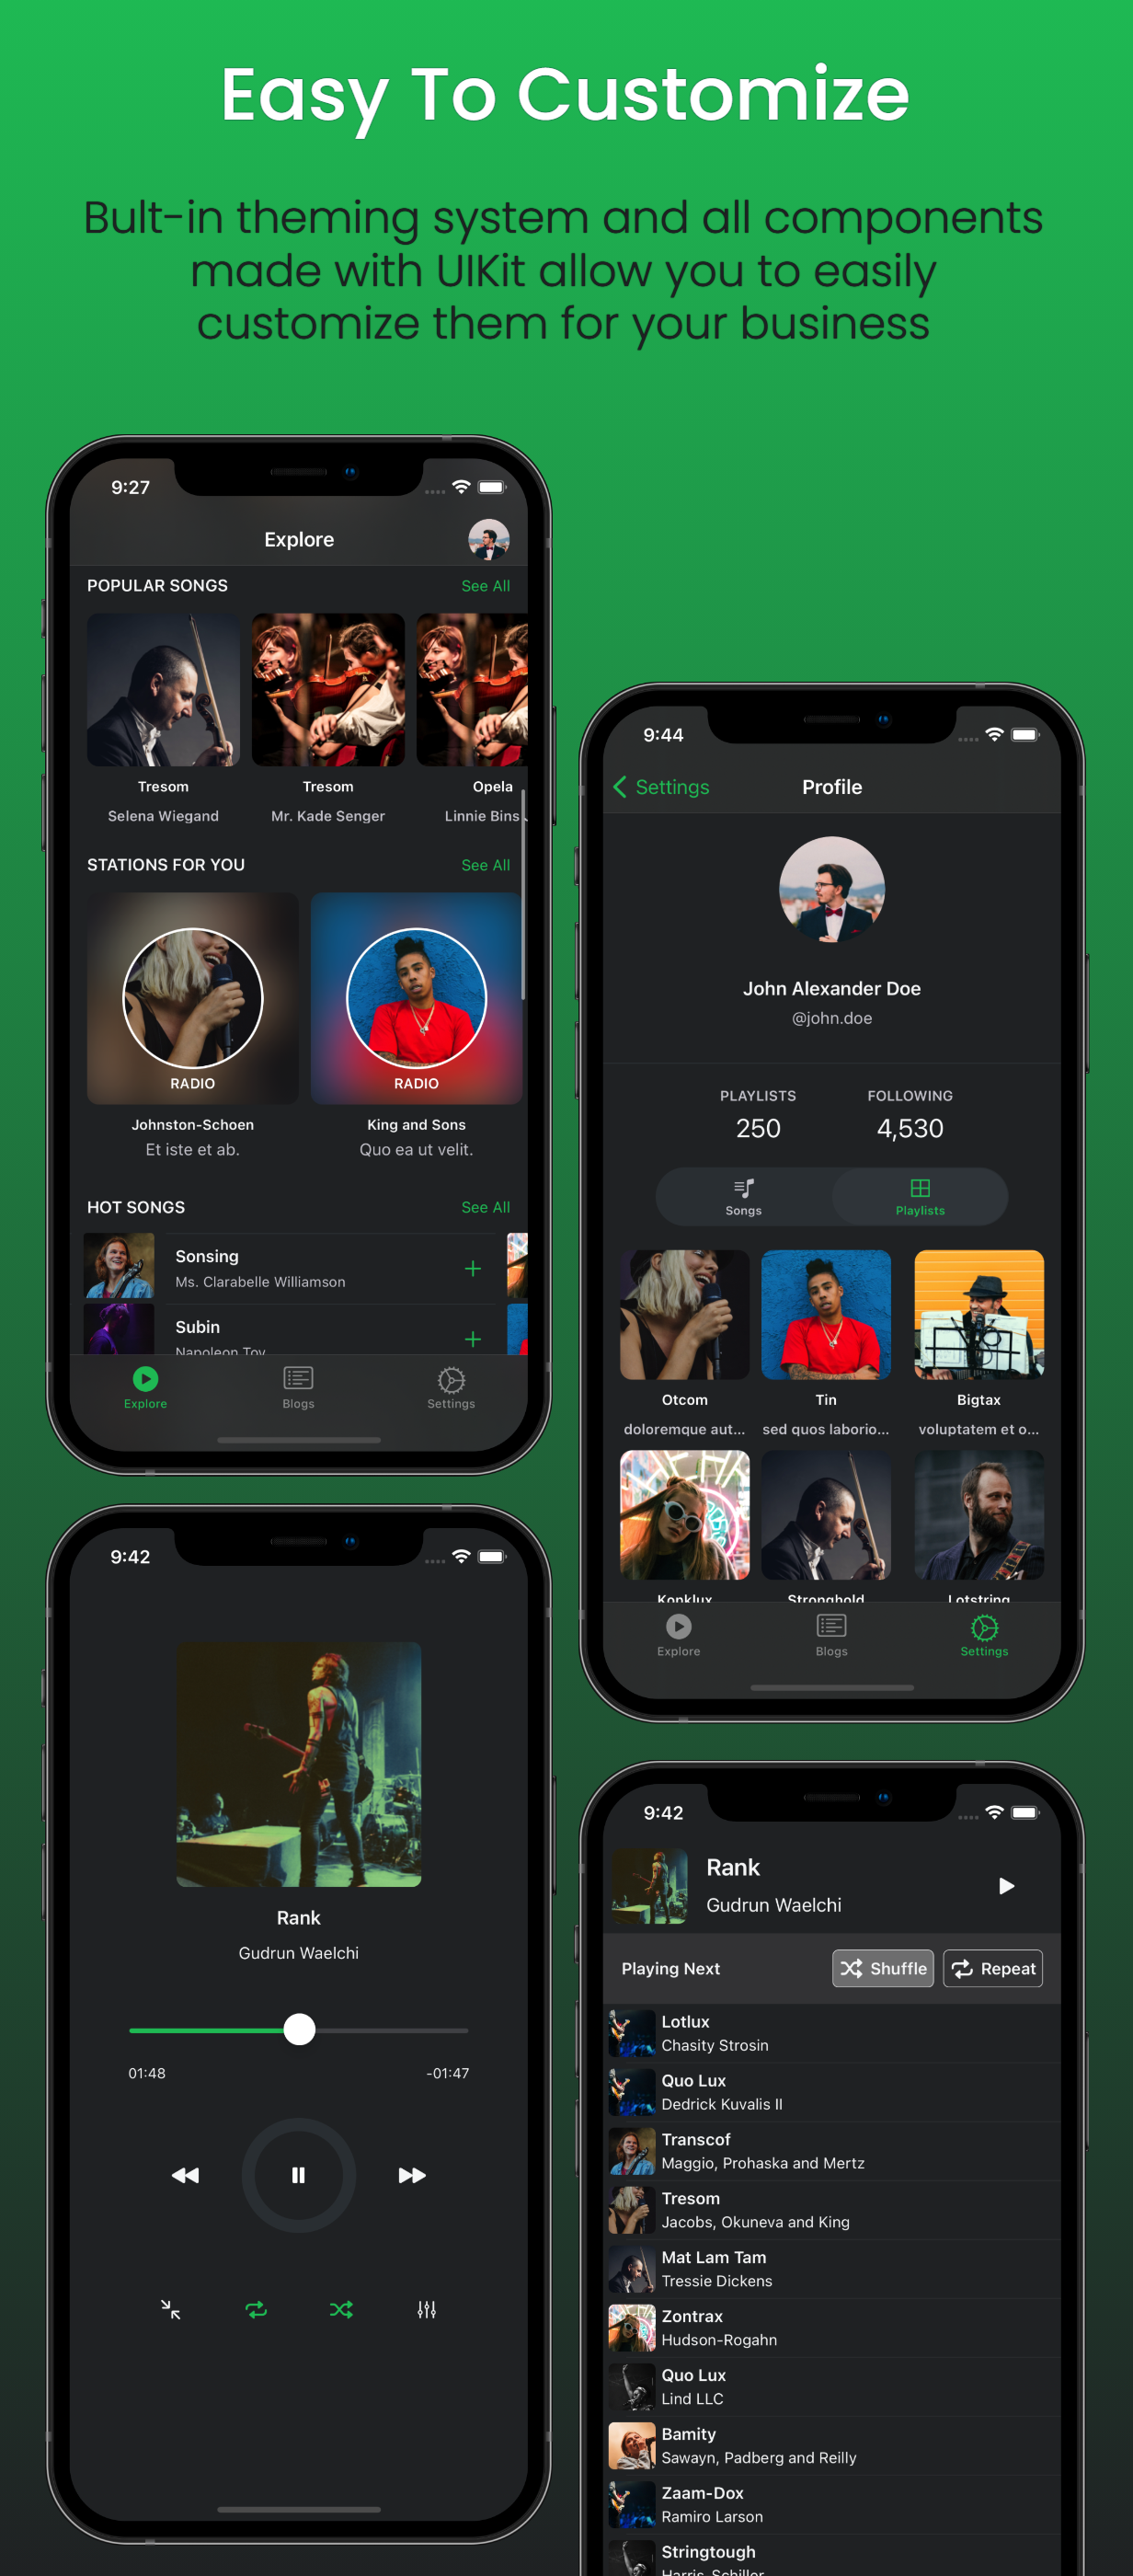 Easy To Customize
Bult-in theming system and all components
made with UIKit allow you to easily
customize them for your business
9:27
Explore
POPULAR SONGS See All
Tresom Tresom Opela
Selena Wiegand Mr. Kade Senger Linnie Bins
STATIONS FOR YOU See All
RADIO RADIO
Johnston-Schoen King and Sons
Et iste et ab. Quo ea ut velit.
HOT SONGS See All
Sonsing
Ms. Clarabelle Williamson
Subin
Napoleon Toy
Explore Blogs Settings
9:44
Settings Profile
John Alexander Doe
@john.doe
PLAYLISTS FOLLOWING
250 4,530
Songs Playlists
Otcom Tin Bigtax
doloremque aut... sed quos laborio... voluptatem et o...
Konklux Stronghold Lotstring
Explore Blogs Settings
9:42
Rank
Gudrun Waelchi
01:48 -01:47
9:42
Rank
Gudrun Waelchi
Playing Next Shuffle Repeat
Lotlux
Chasity Strosin
Quo Lux
Dedrick Kuvalis II
Transcof
Maggio, Prohaska and Mertz
Tresom
Jacobs, Okuneva and King
Mat Lam Tam
Tressie Dickens
Zontrax
Hudson-Rogahn
Quo Lux
Lind LLC
Bamity
Sawayn, Padberg and Reilly
Zaam-Dox
Ramiro Larson
Stringtough
Harris-Schiller